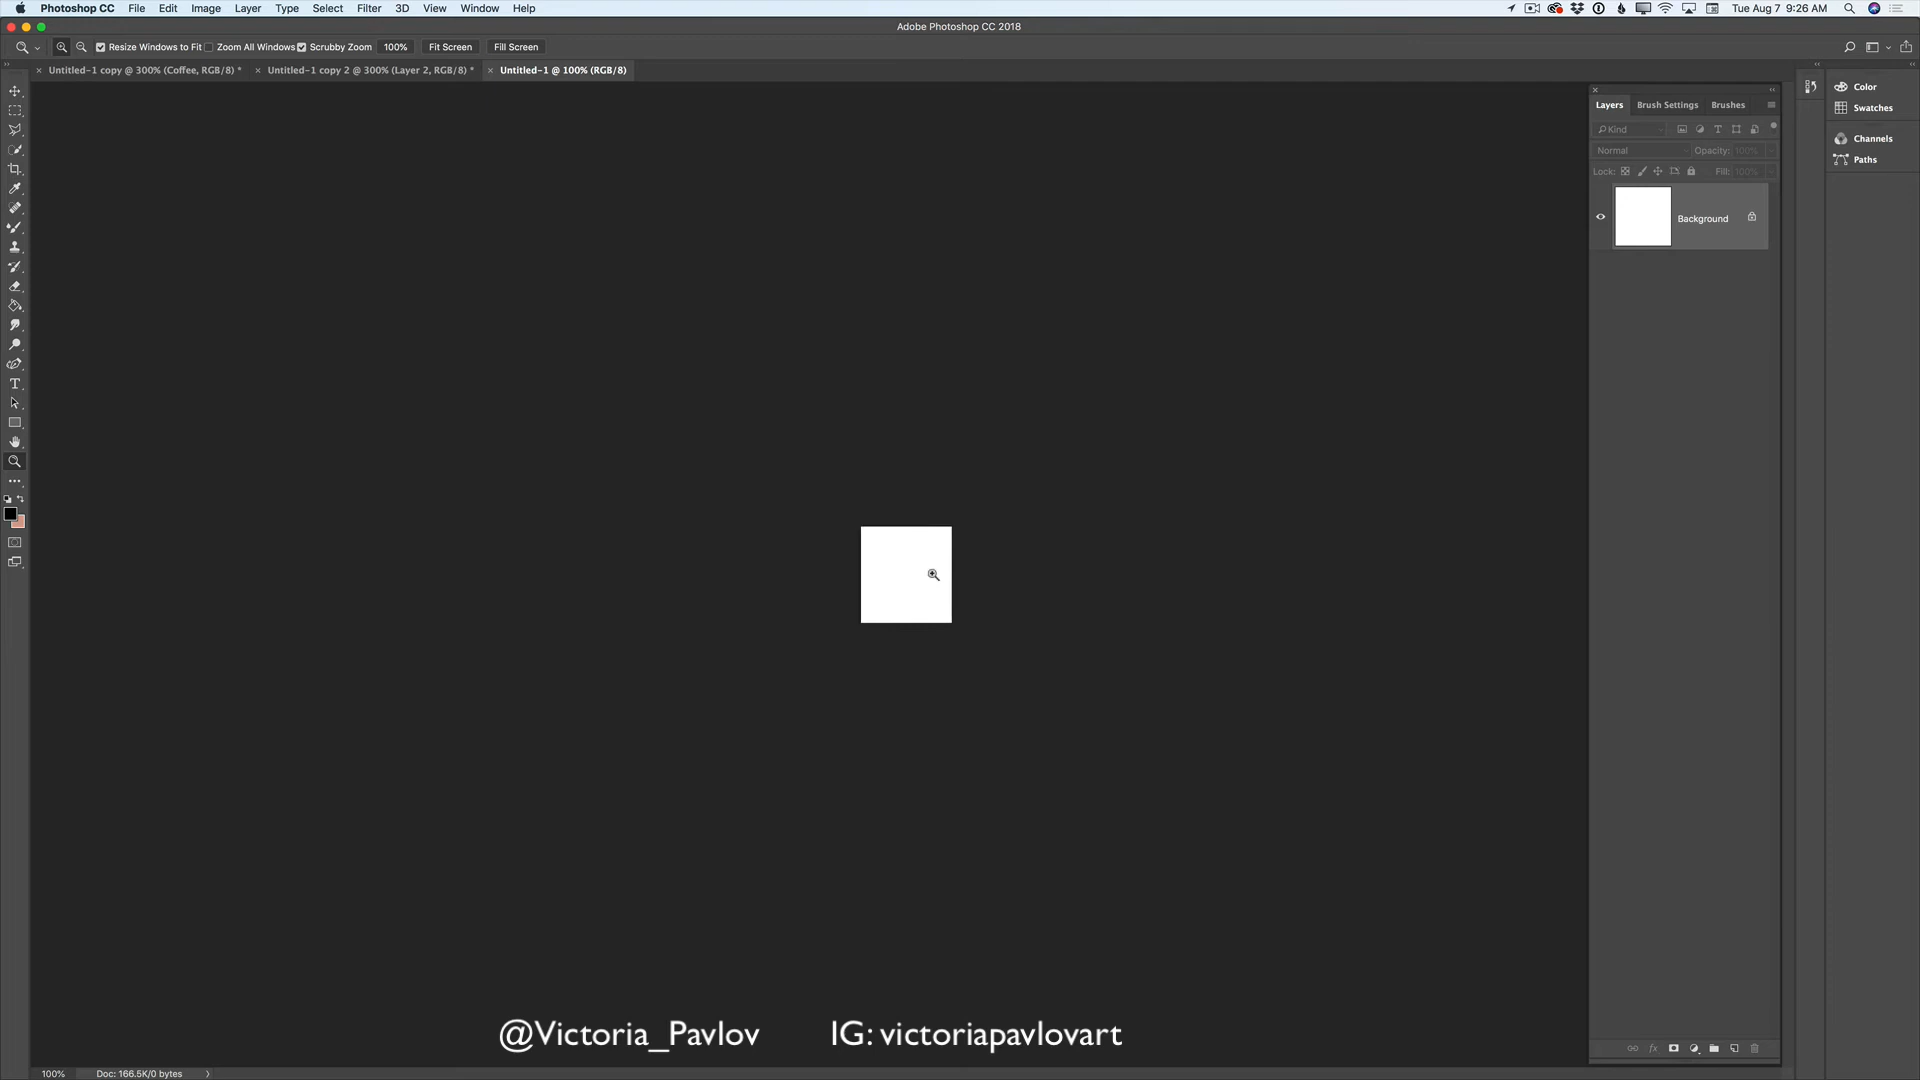 Photoshop CC File Edit Image Layer Type Select Filter 3D View Window Help Tue Aug 7 9:26 AM
Adobe Photoshop CC 2018
Resize Windows to Fit Zoom All Windows Scrubby Zoom 100% Fit Screen Fill Screen
Untitled-1 copy @ 300% (Coffee, RGB/8) * Untitled-1 copy 2 @ 300% (Layer 2, RGB/8) * Untitled-1 @ 100% (RGB/8)
Layers Brush Settings Brushes
Kind
Normal Opacity: 100%
Lock: Fill: 100%
Background
Color
Swatches
Channels
Paths
@Victoria_Pavlov IG: victoriapavlovart
100% Doc: 166.5K/0 bytes